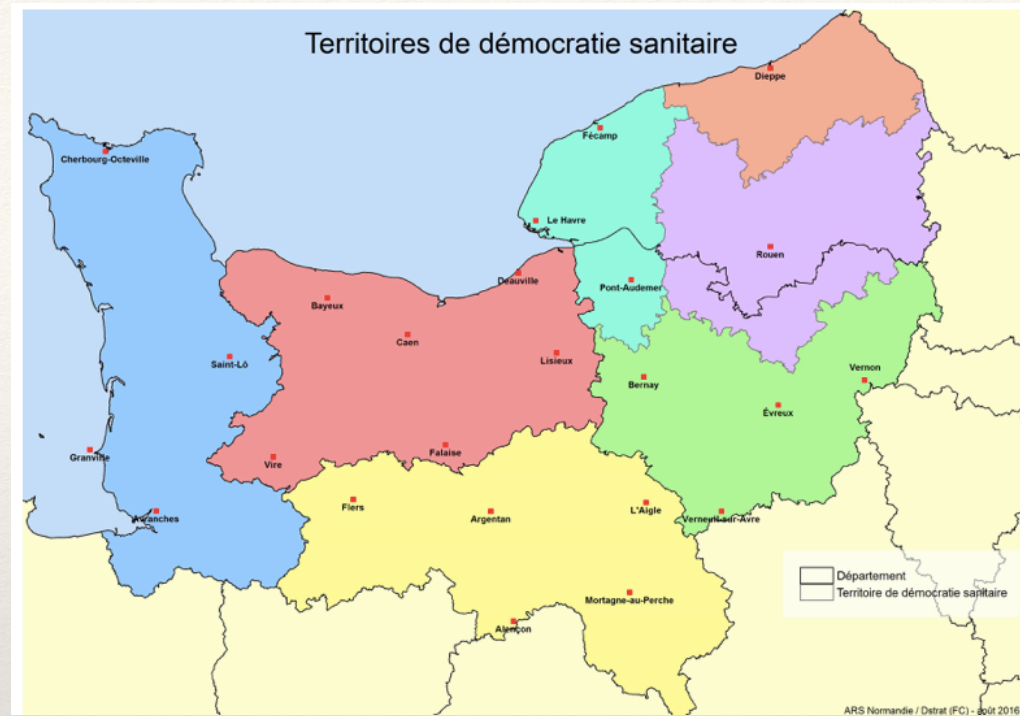 Territoires de démocratie sanitaire
Dieppe
Fécamp
Cherbourg-Octeville
Le Havre
Rouen
Deauville
Pont-Audemer
Bayeux
Caen
Saint-Lô
Lisieux
Vernon
Bernay
Évreux
Granville
Falaise
Vire
Flers
L'Aigle
Avranches
Argentan
Verneuil-sur-Avre
Département
Territoire de démocratie sanitaire
Mortagne-au-Perche
Alençon
ARS Normandie / Dstrat (FC) - août 2016